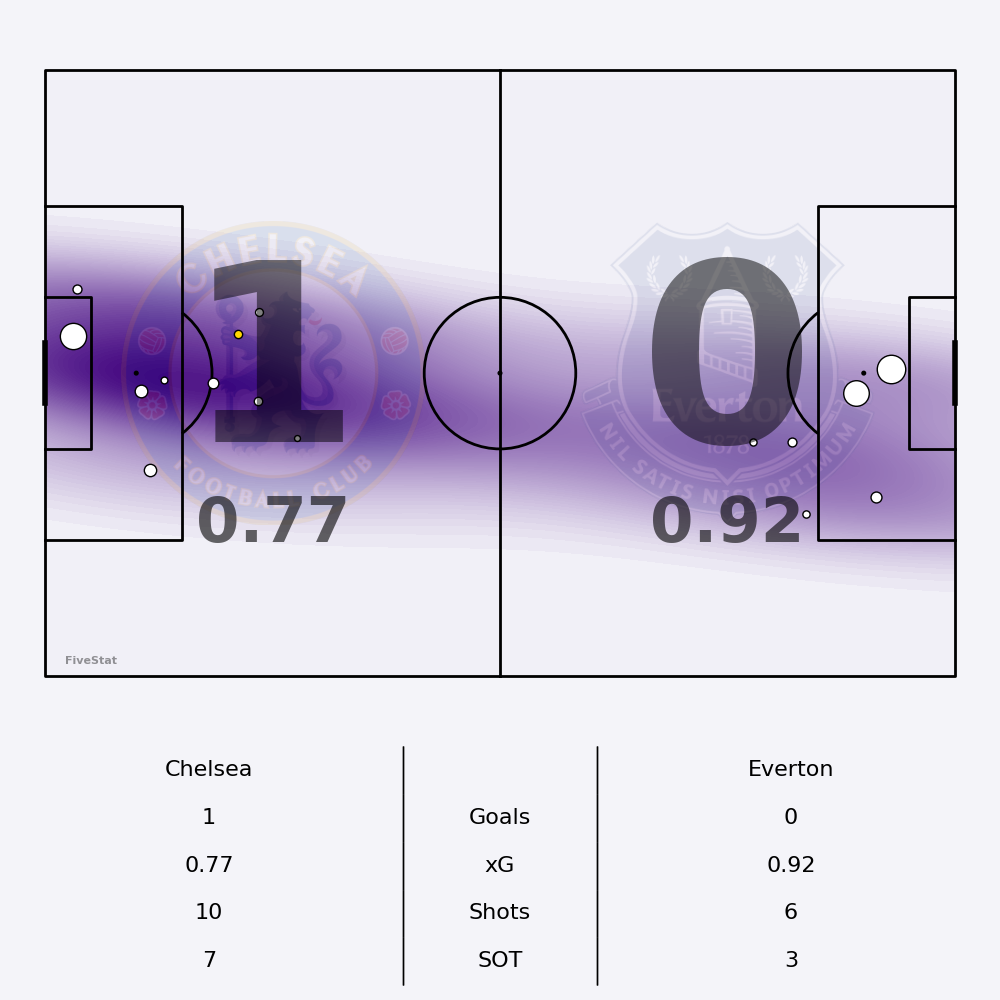 CHELSEA
FOOTBALL CLUB
1
0
Everton
1878
NIL SATIS NISI OPTIMUM
0.77
0.92
FiveStat
Chelsea Everton
1 Goals 0
0.77 xG 0.92
10 Shots 6
7 SOT 3